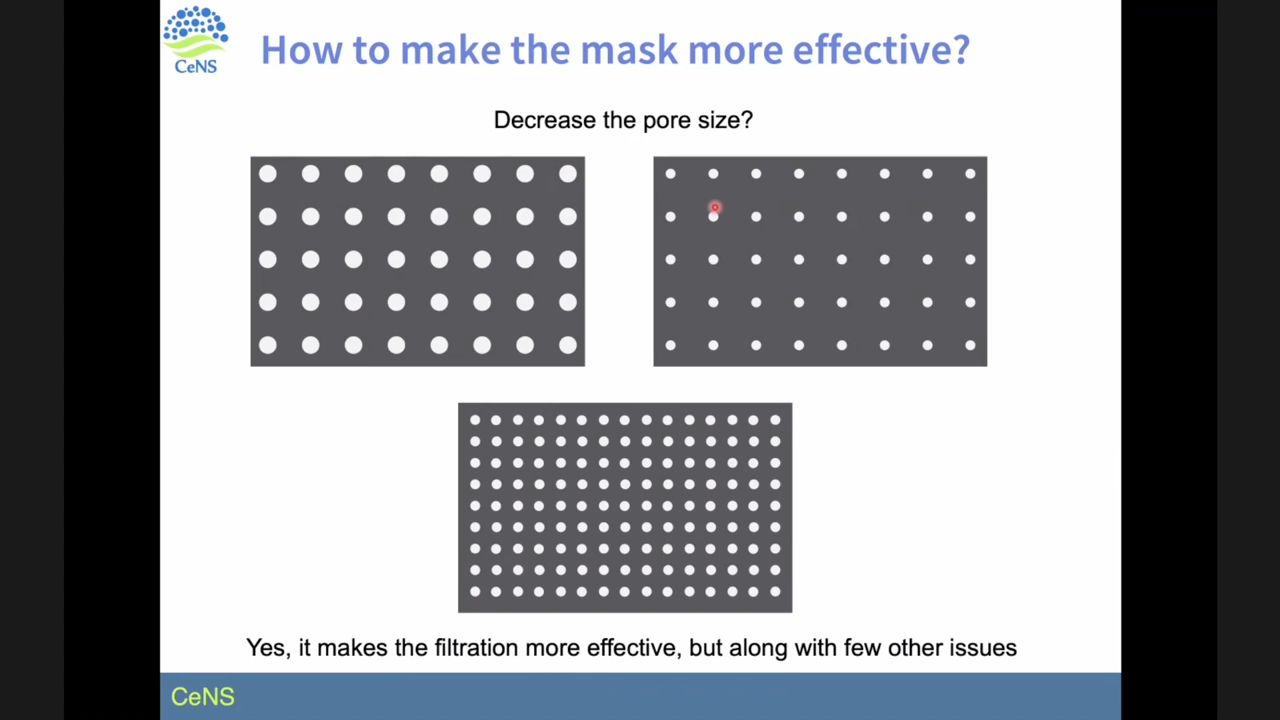 CeNS
How to make the mask more effective?
Decrease the pore size?
Yes, it makes the filtration more effective, but along with few other issues
CeNS